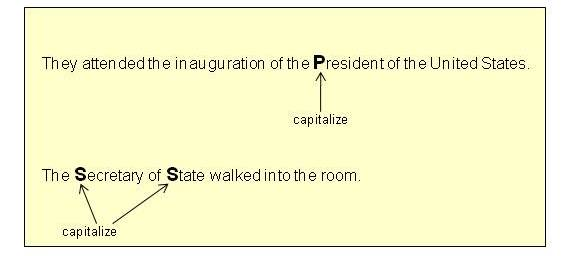 They attended the inauguration of the President of the United States.
capitalize
The Secretary of State walked into the room.
capitalize